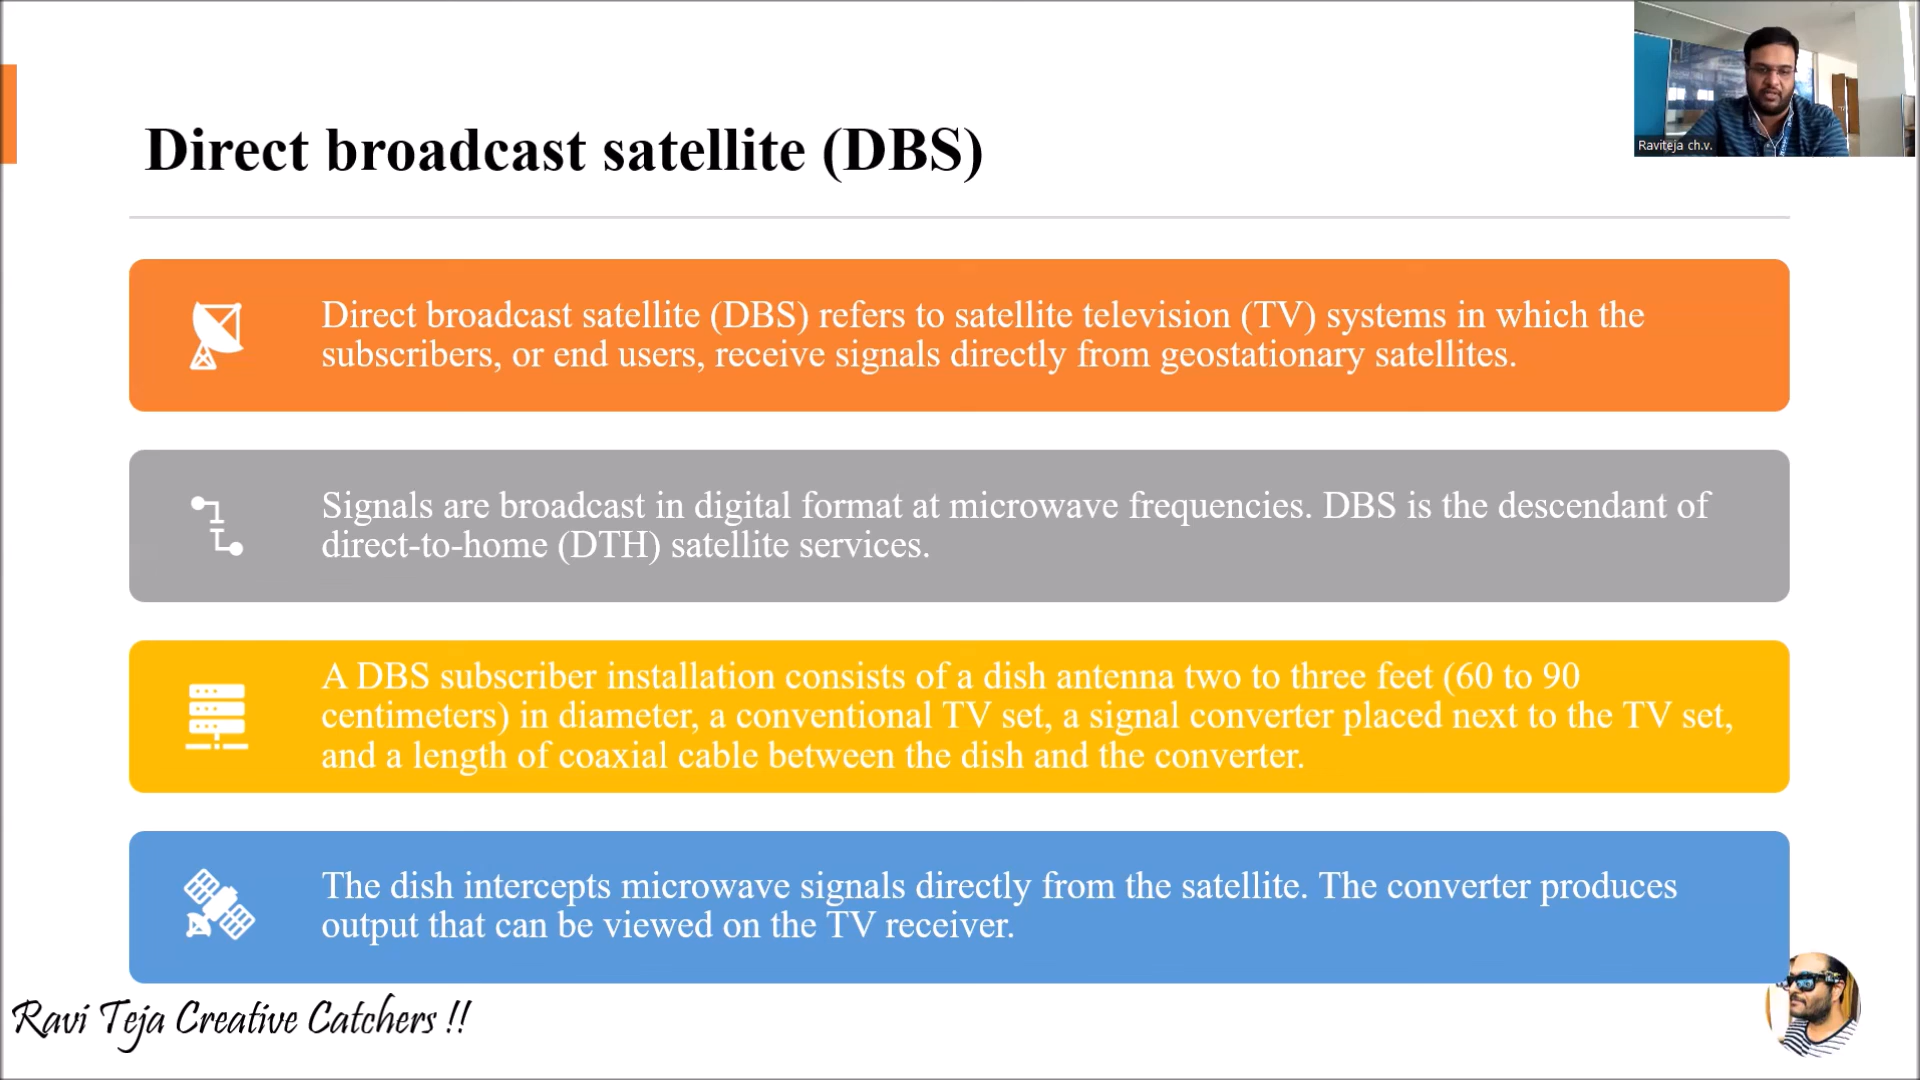 Raviteja ch.v.
Direct broadcast satellite (DBS)
Direct broadcast satellite (DBS) refers to satellite television (TV) systems in which the
subscribers, or end users, receive signals directly from geostationary satellites.
Signals are broadcast in digital format at microwave frequencies. DBS is the descendant of
direct-to-home (DTH) satellite services.
A DBS subscriber installation consists of a dish antenna two to three feet (60 to 90
centimeters) in diameter, a conventional TV set, a signal converter placed next to the TV set,
and a length of coaxial cable between the dish and the converter.
The dish intercepts microwave signals directly from the satellite. The converter produces
output that can be viewed on the TV receiver.
Ravi Teja Creative Catchers !!